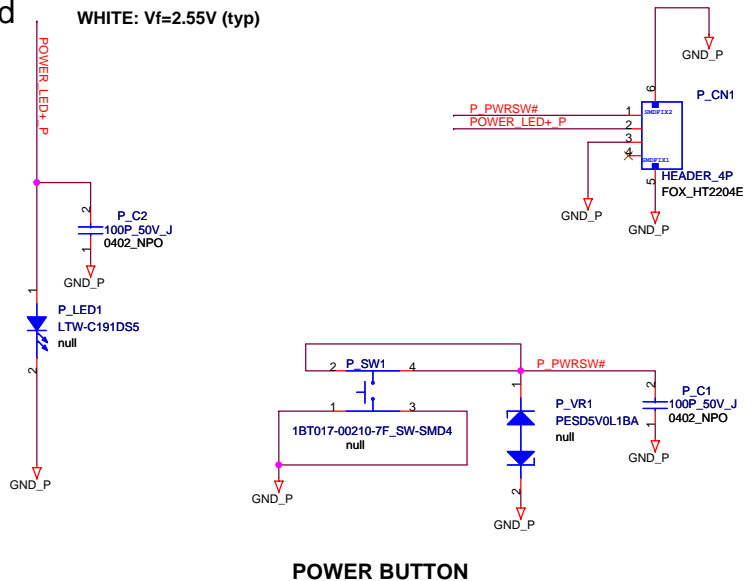 d
WHITE: Vf=2.55V (typ)
POWER_LED+_P
2
P_C2
100P_50V_J
0402_NPO
1
GND_P
1
P_LED1
LTW-C191DS5
null
2
GND_P
GND_P
6
P_CN1
P_PWRSW#
1
SMDFIX2
POWER_LED+_P
2
3
4
SMDFIX1
HEADER_4P
5
FOX_HT2204E
GND_P
GND_P
2
P_SW1
4
P_PWRSW#
1
3
1BT017-00210-7F_SW-SMD4
null
GND_P
1
P_VR1
PESD5V0L1BA
null
2
GND_P
2
P_C1
100P_50V_J
0402_NPO
1
GND_P
POWER BUTTON